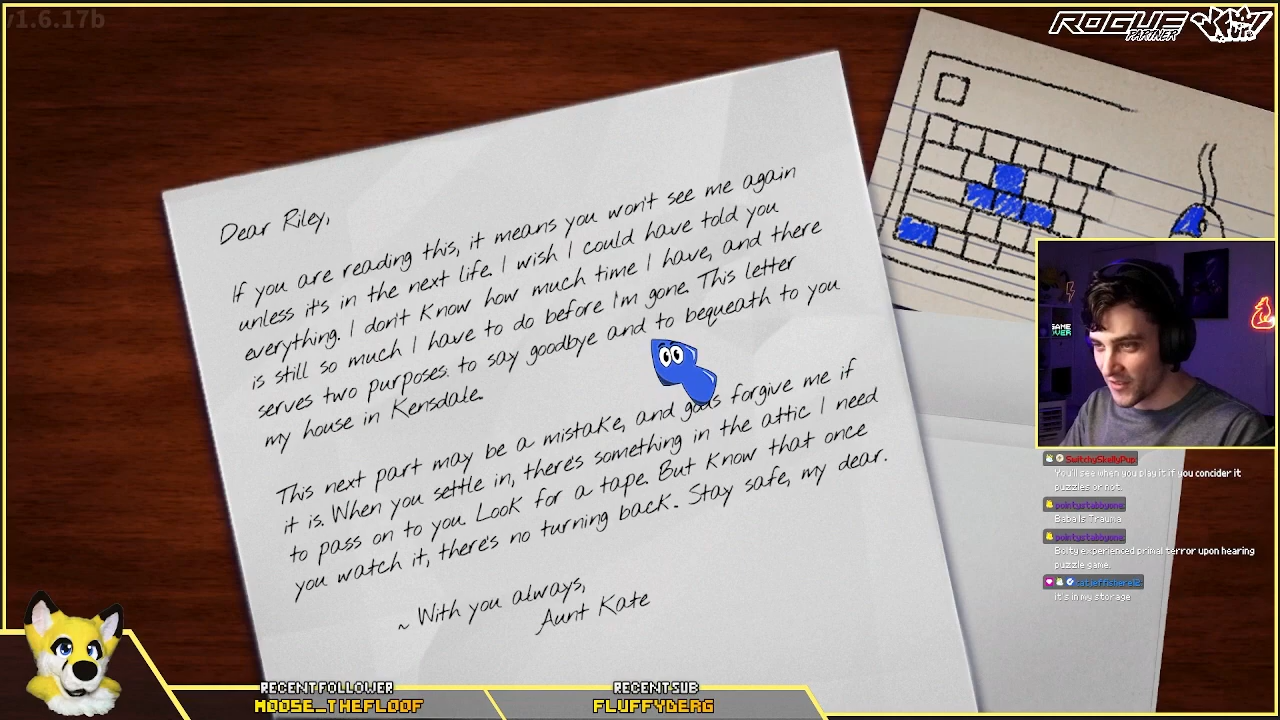 v1.6.17b
ROGUE
PARTNER
Dear Riley,
If you are reading this, it means you won't see me again
unless it's in the next life. I wish I could have told you
everything. I don't know how much time I have, and there
is still so much I have to do before I'm gone. This letter
serves two purposes. to say goodbye and to bequeath to you
my house in Kensdale.
This next part may be a mistake, and gods forgive me if
it is. When you settle in, there's something in the attic I need
to pass on to you. Look for a tape. But know that once
you watch it, there's no turning back. Stay safe, my dear.
~ With you always,
Aunt Kate
GAME
OVER
SwitchySkellyPup:
You'll see when you play it if you concider it
puzzles or not
pointystabbyone:
Baba Is Trauma
pointystabbyone:
Bolty experienced primal terror upon hearing
puzzle game.
It's in my storage
RECENT FOLLOWER
MOOSE_THEFLOOF
RECENT SUB
FLUFFYDERG